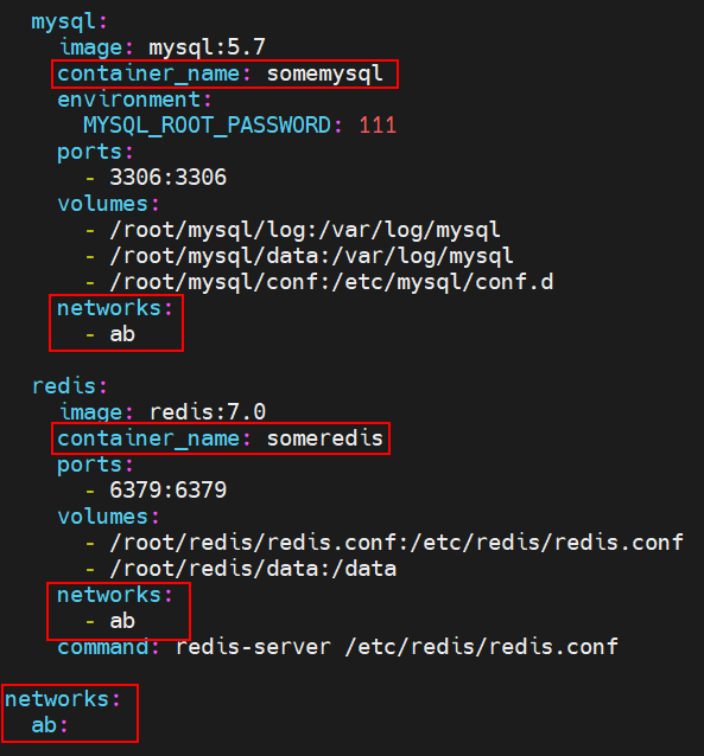 mysql:
image: mysql:5.7
container_name: somemysql
environment:
MYSQL_ROOT_PASSWORD: 111
ports:
- 3306:3306
volumes:
- /root/mysql/log:/var/log/mysql
- /root/mysql/data:/var/log/mysql
- /root/mysql/conf:/etc/mysql/conf.d
networks:
- ab
redis:
image: redis:7.0
container_name: someredis
ports:
- 6379:6379
volumes:
- /root/redis/redis.conf:/etc/redis/redis.conf
- /root/redis/data:/data
networks:
- ab
command: redis-server /etc/redis/redis.conf
networks:
ab: